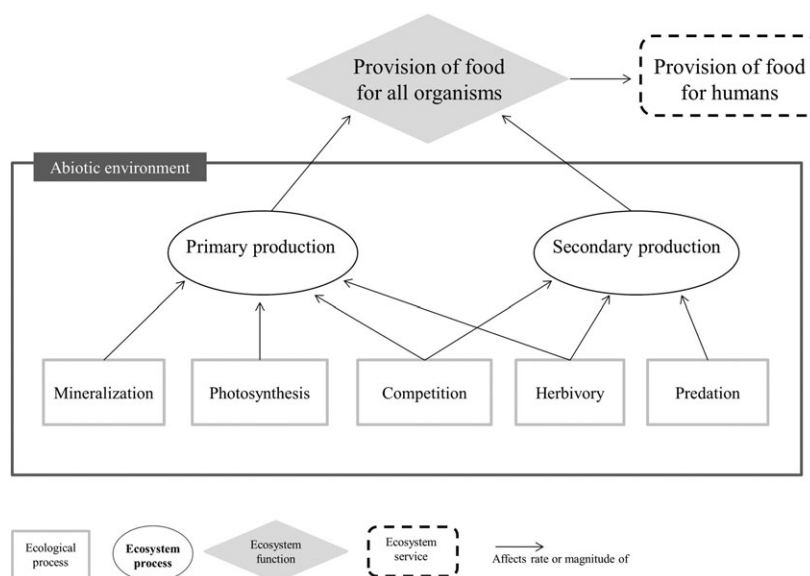 Provision of food
for all organisms
Provision of food
for humans
Abiotic environment
Primary production
Secondary production
Mineralization
Photosynthesis
Competition
Herbivory
Predation
Ecological
process
Ecosystem
process
Ecosystem
function
Ecosystem
service
Affects rate or magnitude of